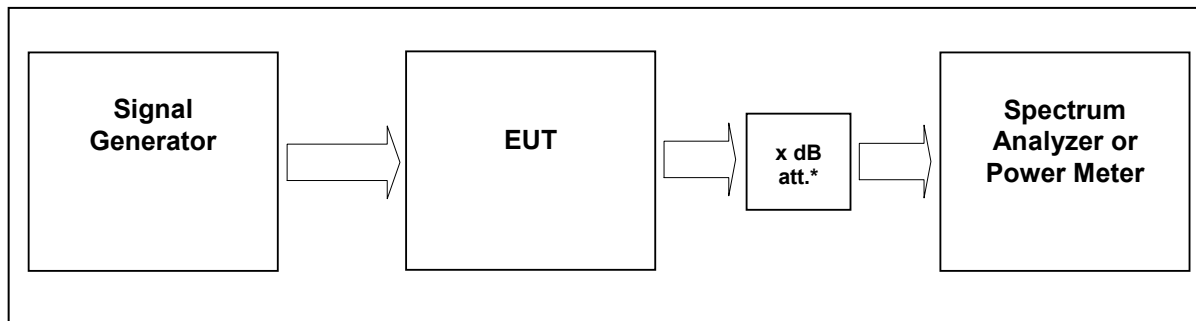 Signal
Generator
EUT
x dB
att.*
Spectrum
Analyzer or
Power Meter